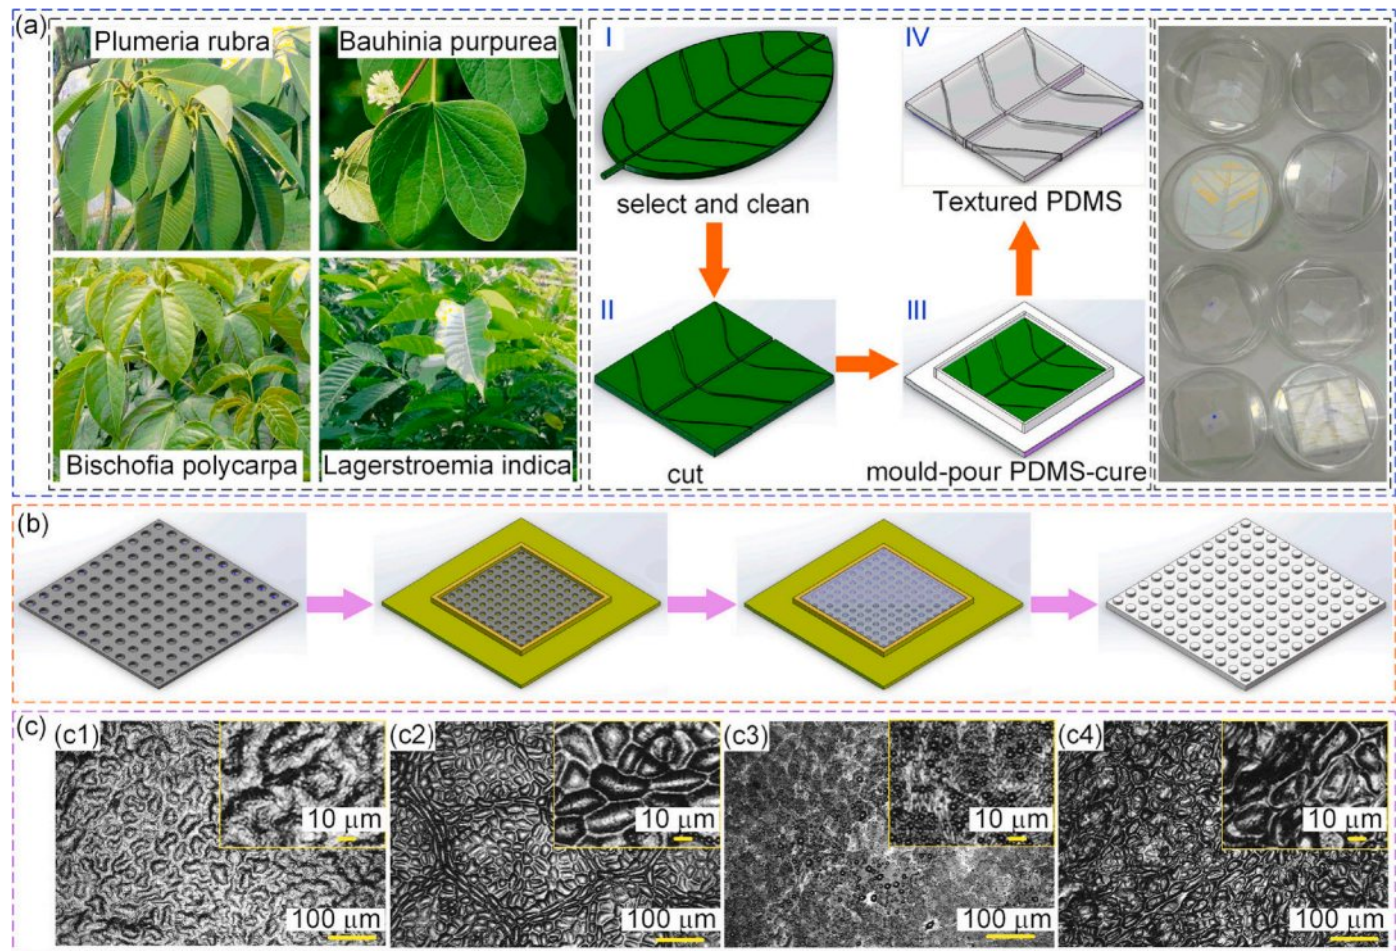 (a)
Plumeria rubra
Bauhinia purpurea
Bischofia polycarpa
Lagerstroemia indica
I
select and clean
II
cut
III
mould-pour PDMS-cure
IV
Textured PDMS
(b)
(c)
(c1)
10 μm
100 μm
(c2)
10 μm
100 μm
(c3)
10 μm
100 μm
(c4)
10 μm
100 μm